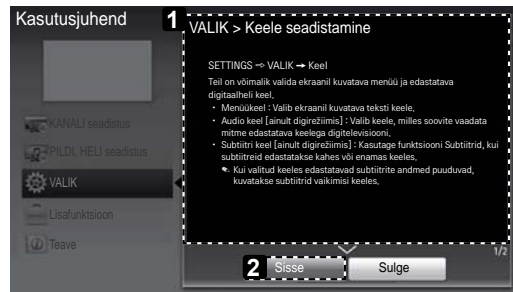 Kasutusjuhend
KANALI seadistus
PILDI, HELI seadistus
VALIK
Lisafunktsioon
Teave
1
VALIK > Keele seadistamine
SETTINGS ➾ VALIK ➙ Keel
Teil on võimalik valida ekraanil kuvatava menüü ja edastatava
digitaalheli keel.
• Menüükeel : Valib ekraanil kuvatava teksti keele.
• Audio keel [ainult digirežiimis] : Valib keele, milles soovite vaadata
mitme edastatava keelega digitelevisiooni.
• Subtiitri keel [ainult digirežiimis] : Kasutage funktsiooni Subtiitrid, kui
subtiitreid edastatakse kahes või enamas keeles.
Kui valitud keeles edastatavad subtiitrite andmed puuduvad,
kuvatakse subtiitrid vaikimisi keeles.
1/2
2 Sisse
Sulge